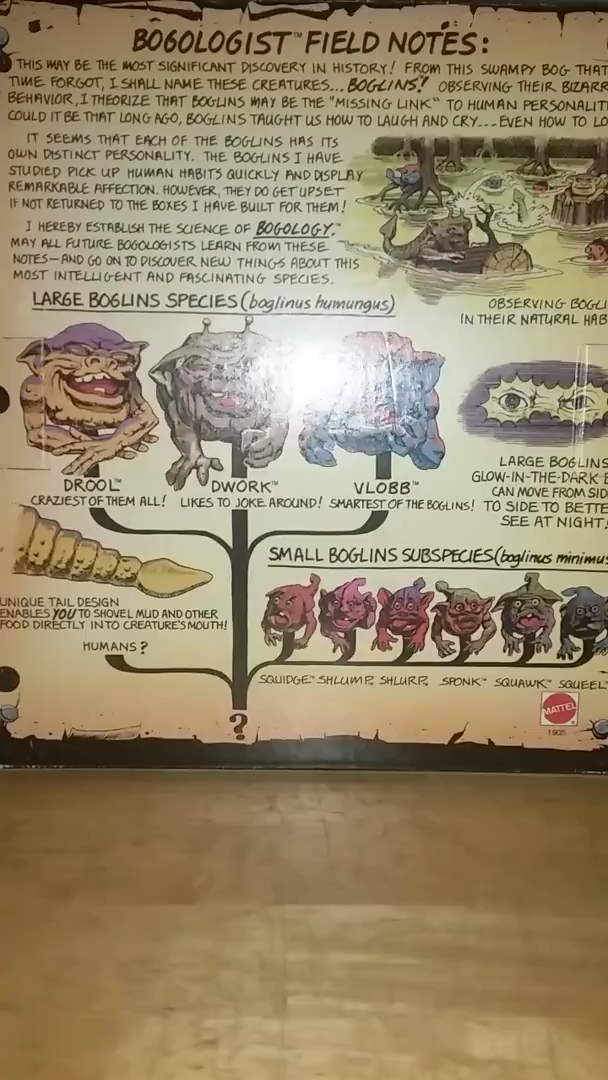 BOGOLOGIST™ FIELD NOTES:
THIS MAY BE THE MOST SIGNIFICANT DISCOVERY IN HISTORY! FROM THIS SWAMPY BOG THAT
TIME FORGOT, I SHALL NAME THESE CREATURES... BOGLINS! OBSERVING THEIR BIZARR
BEHAVIOR, I THEORIZE THAT BOGLINS MAY BE THE "MISSING LINK" TO HUMAN PERSONALIT
COULD IT BE THAT LONG AGO, BOGLINS TAUGHT US HOW TO LAUGH AND CRY...EVEN HOW TO LO
IT SEEMS THAT EACH OF THE BOGLINS HAS ITS
OWN DISTINCT PERSONALITY. THE BOGLINS I HAVE
STUDIED PICK UP HUMAN HABITS QUICKLY AND DISPLAY
REMARKABLE AFFECTION. HOWEVER, THEY DO GET UPSET
IF NOT RETURNED TO THE BOXES I HAVE BUILT FOR THEM!
I HEREBY ESTABLISH THE SCIENCE OF BOGOLOGY.™
MAY ALL FUTURE BOGOLOGISTS LEARN FROM THESE
NOTES—AND GO ON TO DISCOVER NEW THINGS ABOUT THIS
MOST INTELLIGENT AND FASCINATING SPECIES.
OBSERVING BOGLI
IN THEIR NATURAL HAB
LARGE BOGLINS SPECIES (boglinus humungus)
DROOL™
CRAZIEST OF THEM ALL!
DWORK™
LIKES TO JOKE AROUND!
VLOBB™
SMARTEST OF THE BOGLINS!
LARGE BOGLINS
GLOW-IN-THE-DARK E
CAN MOVE FROM SID
TO SIDE TO BETTE
SEE AT NIGHT!
UNIQUE TAIL DESIGN
ENABLES YOU TO SHOVEL MUD AND OTHER
FOOD DIRECTLY INTO CREATURE'S MOUTH!
HUMANS?
SMALL BOGLINS SUBSPECIES (boglinus minimus
SQUIDGE™ SHLUMP™ SHLURP™ SPONK™ SQUAWK™ SQUEEL™
?
MATTEL
1905